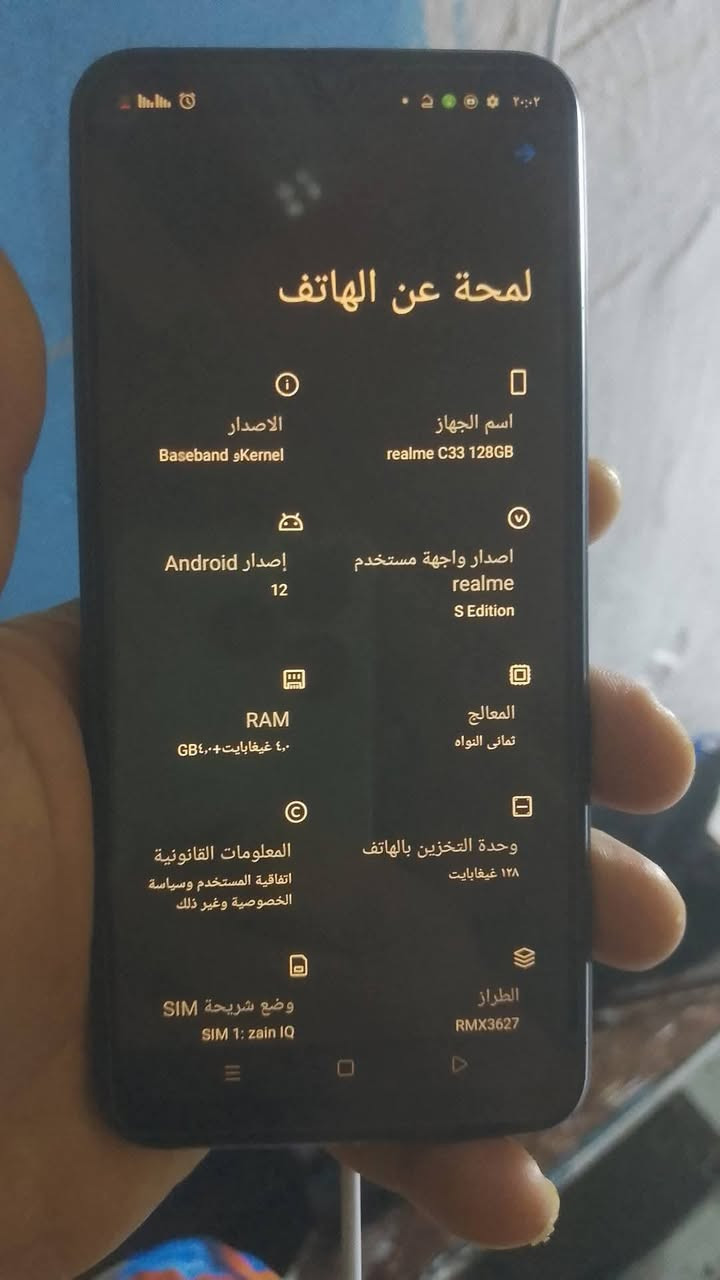 ٢٠:٠٢
لمحة عن الهاتف
اسم الجهاز
realme C33 128GB
الاصدار
Baseband وKernel
اصدار واجهة مستخدم
realme
S Edition
إصدار Android
12
المعالج
ثمانى النواه
RAM
٤,٠ غيغابايت+٤,٠GB
وحدة التخزين بالهاتف
١٢٨ غيغابايت
المعلومات القانونية
اتفاقية المستخدم وسياسة
الخصوصية وغير ذلك
الطراز
RMX3627
وضع شريحة SIM
SIM 1: zain IQ